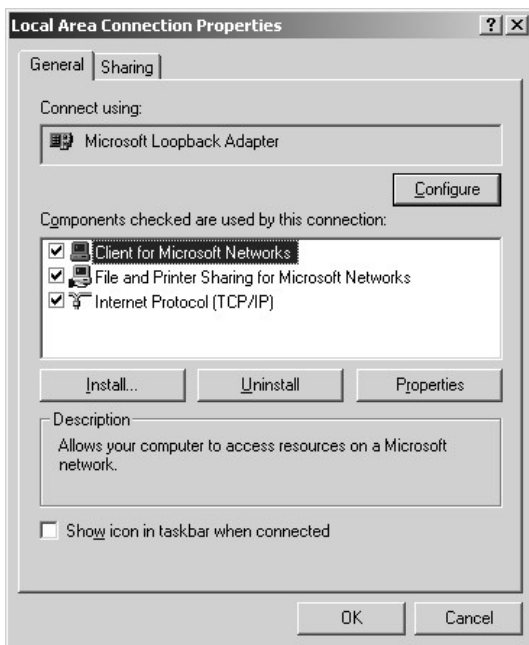 Local Area Connection Properties
General Sharing
Connect using:
Microsoft Loopback Adapter
Configure
Components checked are used by this connection:
Client for Microsoft Networks
File and Printer Sharing for Microsoft Networks
Internet Protocol (TCP/IP)
Install... Uninstall Properties
Description
Allows your computer to access resources on a Microsoft
network.
Show icon in taskbar when connected
OK Cancel